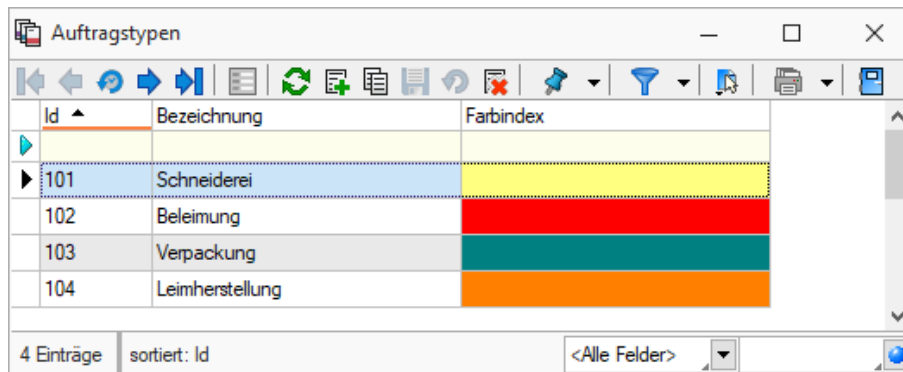 Auftragstypen
Id Bezeichnung Farbindex
101 Schneiderei
102 Beleimung
103 Verpackung
104 Leimherstellung
4 Einträge sortiert: Id <Alle Felder>